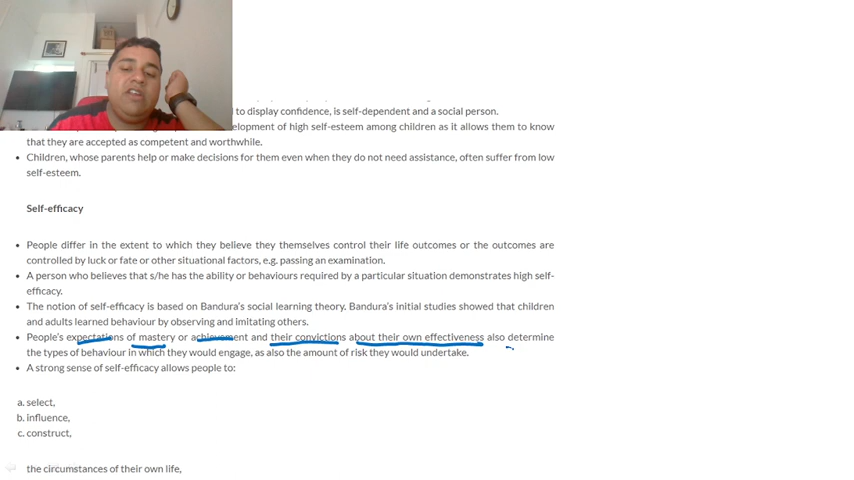 to display confidence, is self-dependent and a social person.
development of high self-esteem among children as it allows them to know
that they are accepted as competent and worthwhile.
• Children, whose parents help or make decisions for them even when they do not need assistance, often suffer from low
self-esteem.
Self-efficacy
• People differ in the extent to which they believe they themselves control their life outcomes or the outcomes are
controlled by luck or fate or other situational factors, e.g. passing an examination.
• A person who believes that s/he has the ability or behaviours required by a particular situation demonstrates high self-
efficacy.
• The notion of self-efficacy is based on Bandura's social learning theory. Bandura's initial studies showed that children
and adults learned behaviour by observing and imitating others.
• People's expectations of mastery or achievement and their convictions about their own effectiveness also determine
the types of behaviour in which they would engage, as also the amount of risk they would undertake.
• A strong sense of self-efficacy allows people to:
a. select,
b. influence,
c. construct,
the circumstances of their own life,